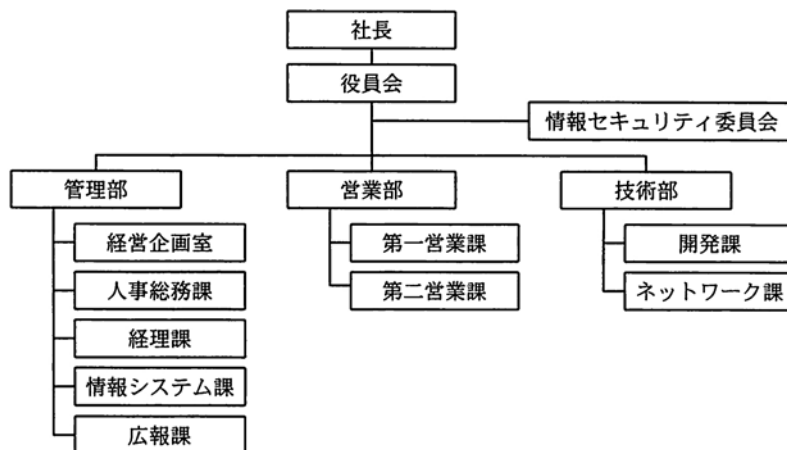 社長
役員会
情報セキュリティ委員会
管理部
営業部
技術部
経営企画室
第一営業課
開発課
人事総務課
第二営業課
ネットワーク課
経理課
情報システム課
広報課